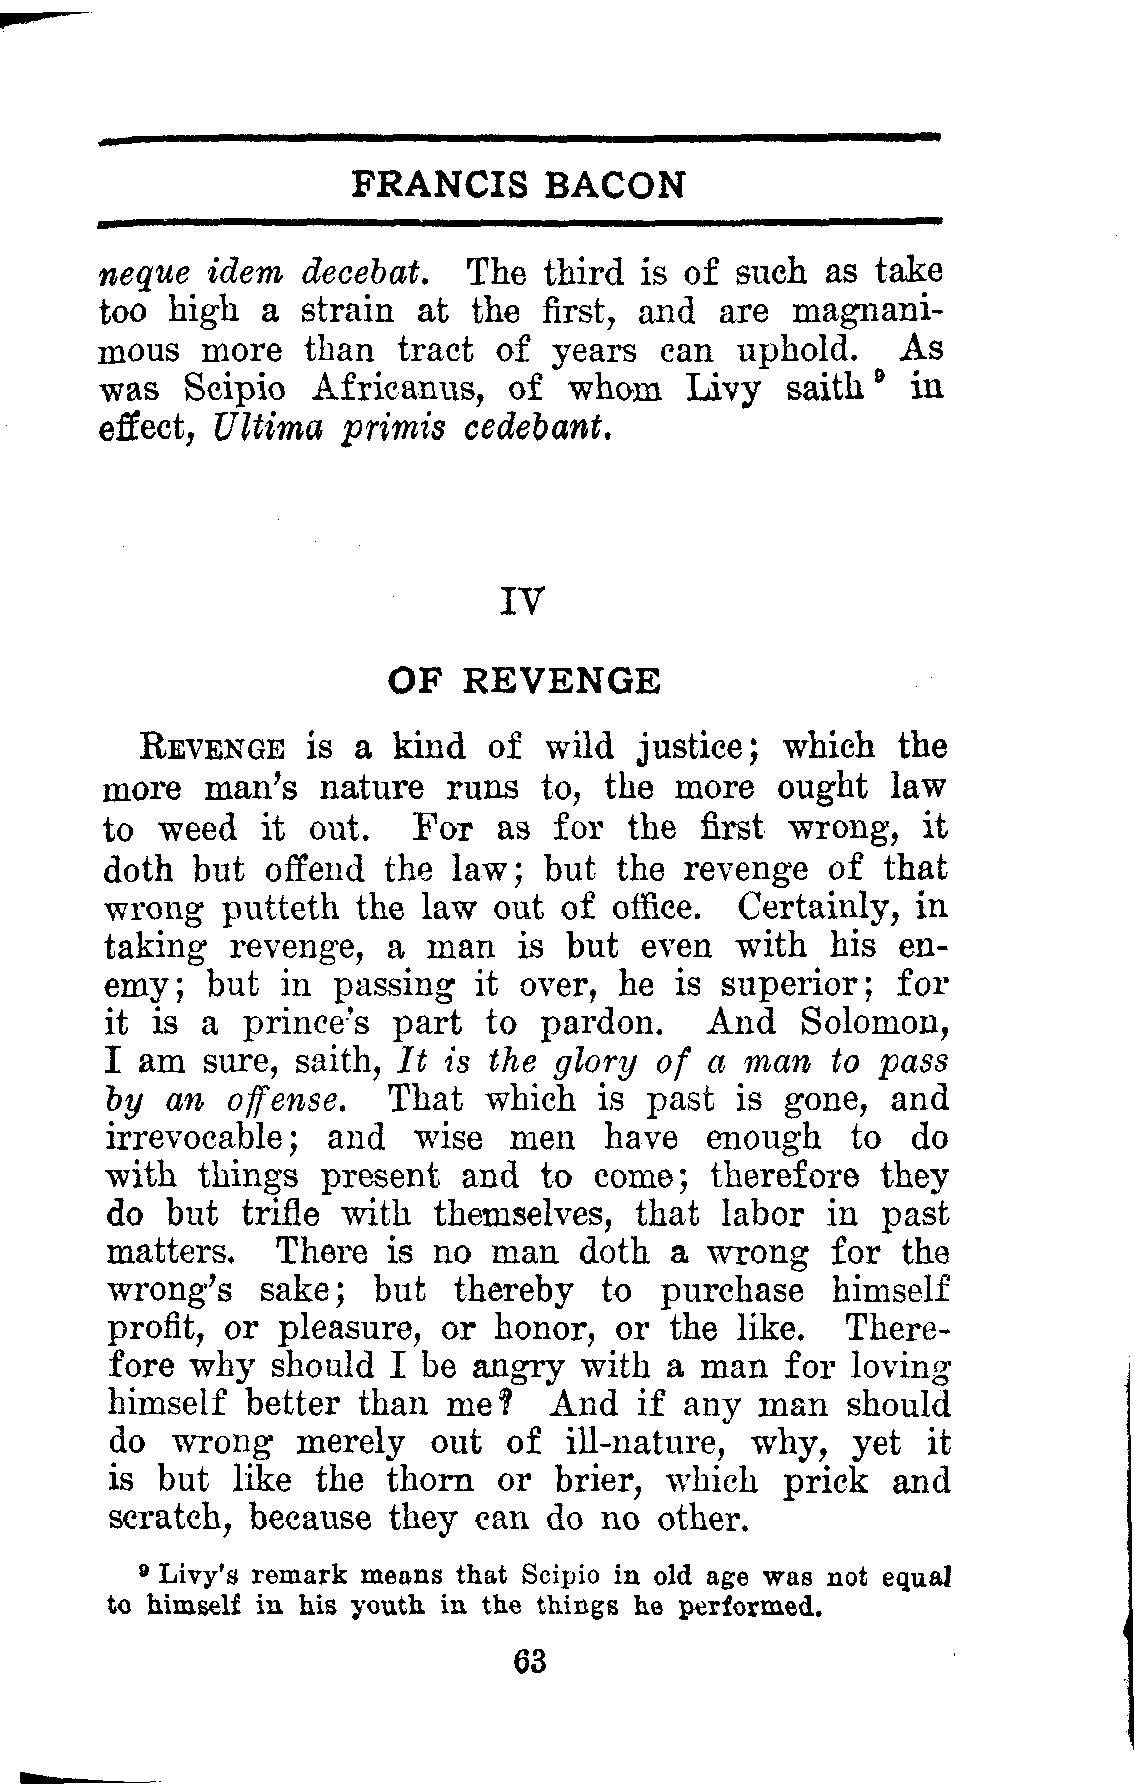 FRANCIS BACON
neque idem decebat. The third is of such as take
too high a strain at the first, and are magnani-
mous more than tract of years can uphold. As
was Scipio Africanus, of whom Livy saith⁹ in
effect, Ultima primis cedebant.
IV
OF REVENGE
REVENGE is a kind of wild justice; which the
more man's nature runs to, the more ought law
to weed it out. For as for the first wrong, it
doth but offend the law; but the revenge of that
wrong putteth the law out of office. Certainly, in
taking revenge, a man is but even with his en-
emy; but in passing it over, he is superior; for
it is a prince's part to pardon. And Solomon,
I am sure, saith, It is the glory of a man to pass
by an offense. That which is past is gone, and
irrevocable; and wise men have enough to do
with things present and to come; therefore they
do but trifle with themselves, that labor in past
matters. There is no man doth a wrong for the
wrong's sake; but thereby to purchase himself
profit, or pleasure, or honor, or the like. There-
fore why should I be angry with a man for loving
himself better than me? And if any man should
do wrong merely out of ill-nature, why, yet it
is but like the thorn or brier, which prick and
scratch, because they can do no other.
⁹ Livy's remark means that Scipio in old age was not equal
to himself in his youth in the things he performed.
63